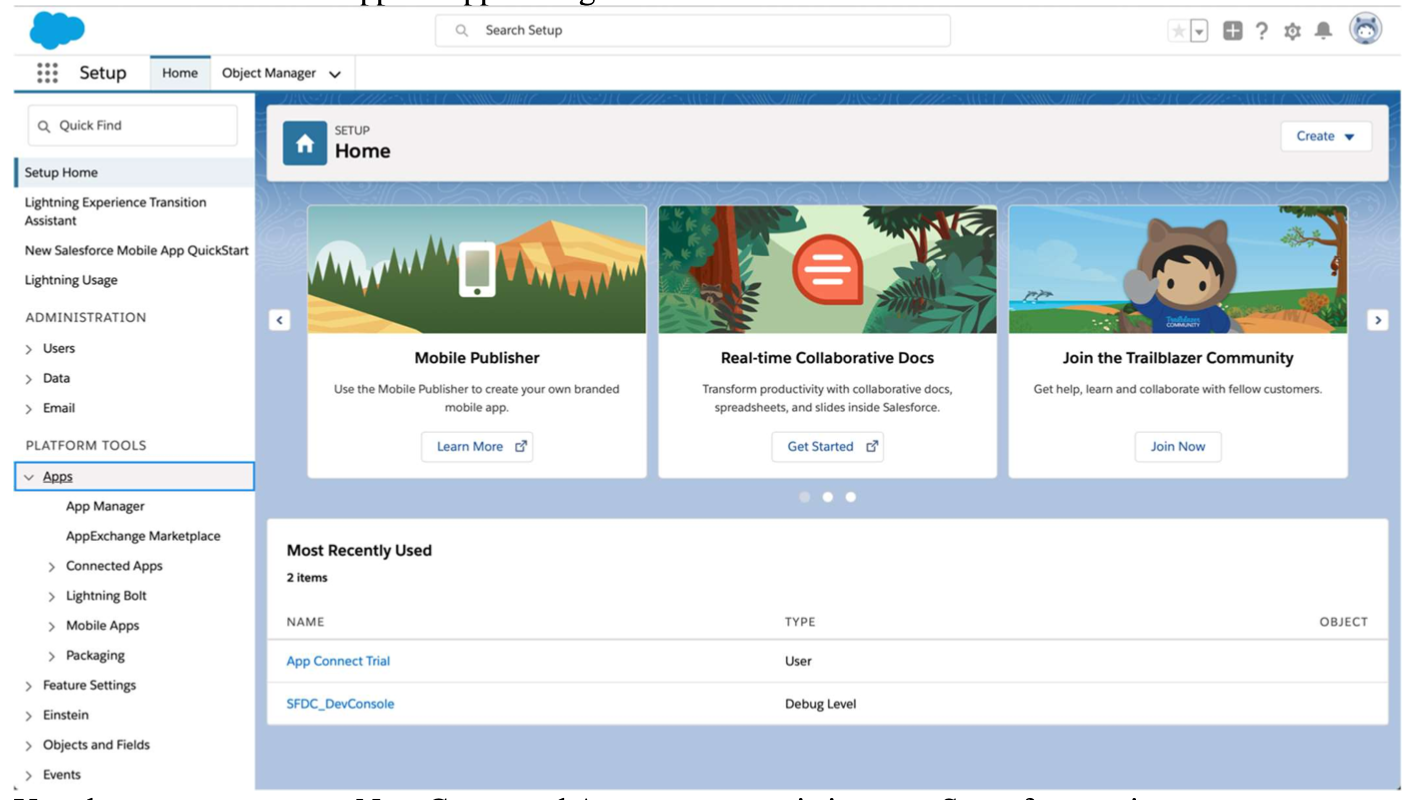 Search Setup
Setup
Home
Object Manager
Quick Find
Setup Home
Lightning Experience Transition
Assistant
New Salesforce Mobile App QuickStart
Lightning Usage
ADMINISTRATION
Users
Data
Email
PLATFORM TOOLS
Apps
App Manager
AppExchange Marketplace
Connected Apps
Lightning Bolt
Mobile Apps
Packaging
Feature Settings
Einstein
Objects and Fields
Events
SETUP
Home
Create
Mobile Publisher
Use the Mobile Publisher to create your own branded
mobile app.
Learn More
Real-time Collaborative Docs
Transform productivity with collaborative docs,
spreadsheets, and slides inside Salesforce.
Get Started
Trailblazer
COMMUNITY
Join the Trailblazer Community
Get help, learn and collaborate with fellow customers.
Join Now
Most Recently Used
2 items
NAME TYPE OBJECT
App Connect Trial User
SFDC_DevConsole Debug Level